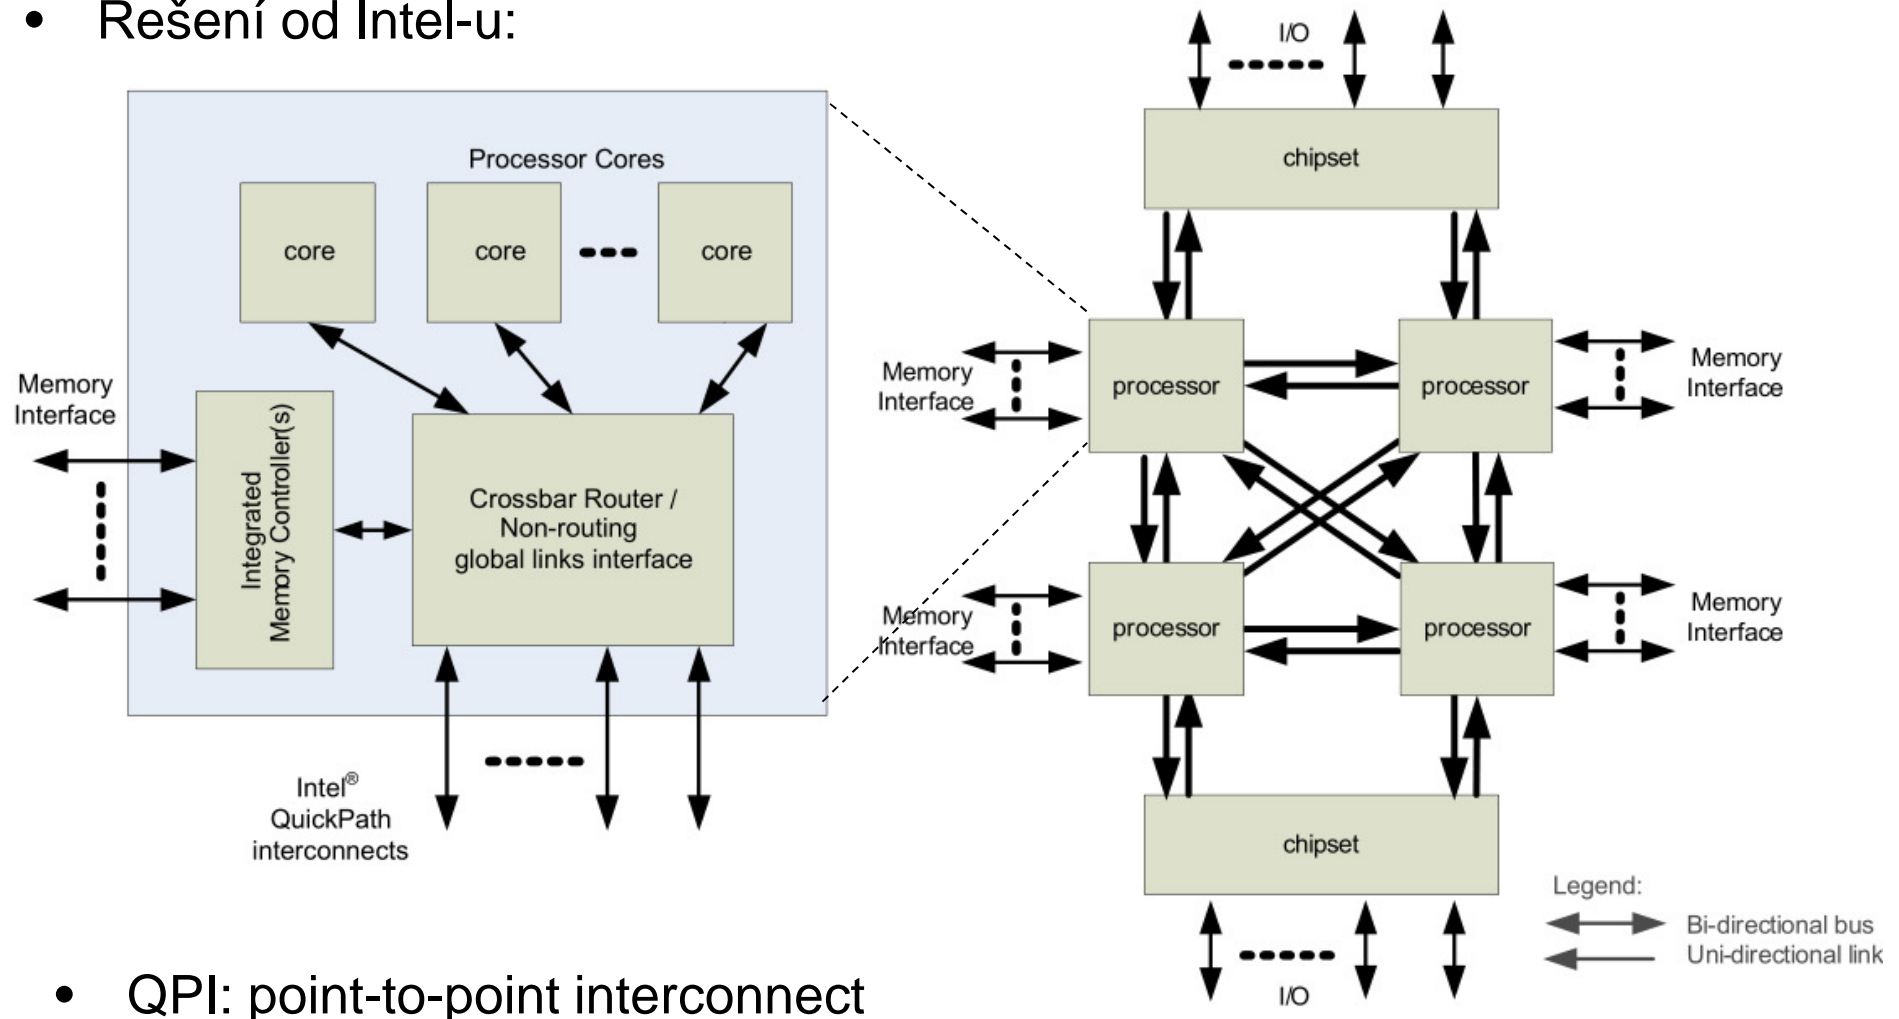 • Řešení od Intel-u:
Processor Cores
core
core
core
Memory
Interface
Integrated
Memory Controller(s)
Crossbar Router /
Non-routing
global links interface
Intel®
QuickPath
interconnects
I/O
chipset
Memory
Interface
processor
processor
Memory
Interface
Memory
Interface
processor
processor
Memory
Interface
chipset
I/O
Legend:
Bi-directional bus
Uni-directional link
• QPI: point-to-point interconnect